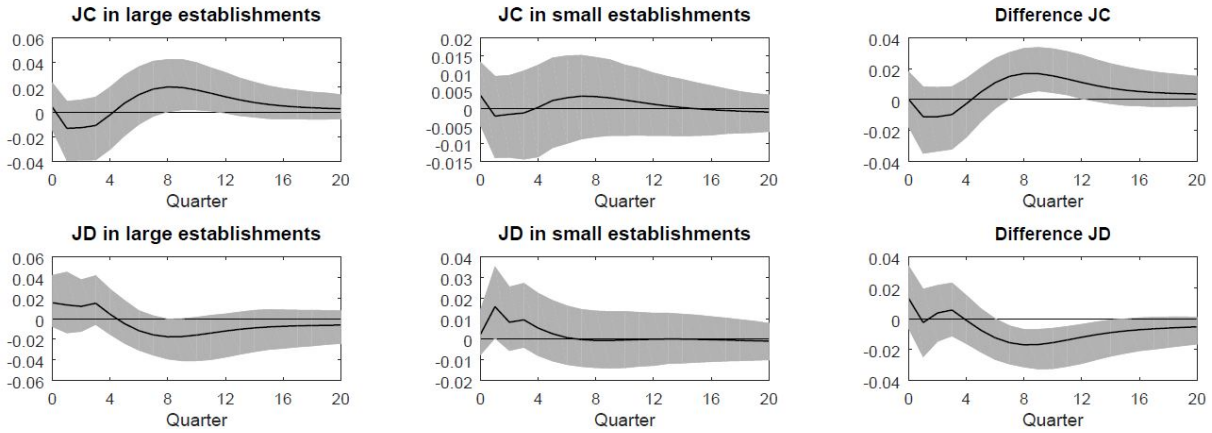 JC in large establishments
0.06
0.04
0.02
0
-0.02
-0.04
0 4 8 12 16 20
Quarter
JC in small establishments
0.02
0.015
0.01
0.005
0
-0.005
-0.01
-0.015
0 4 8 12 16 20
Quarter
Difference JC
0.04
0.02
0
-0.02
-0.04
0 4 8 12 16 20
Quarter
JD in large establishments
0.06
0.04
0.02
0
-0.02
-0.04
-0.06
0 4 8 12 16 20
Quarter
JD in small establishments
0.04
0.03
0.02
0.01
0
-0.01
-0.02
0 4 8 12 16 20
Quarter
Difference JD
0.04
0.02
0
-0.02
-0.04
0 4 8 12 16 20
Quarter